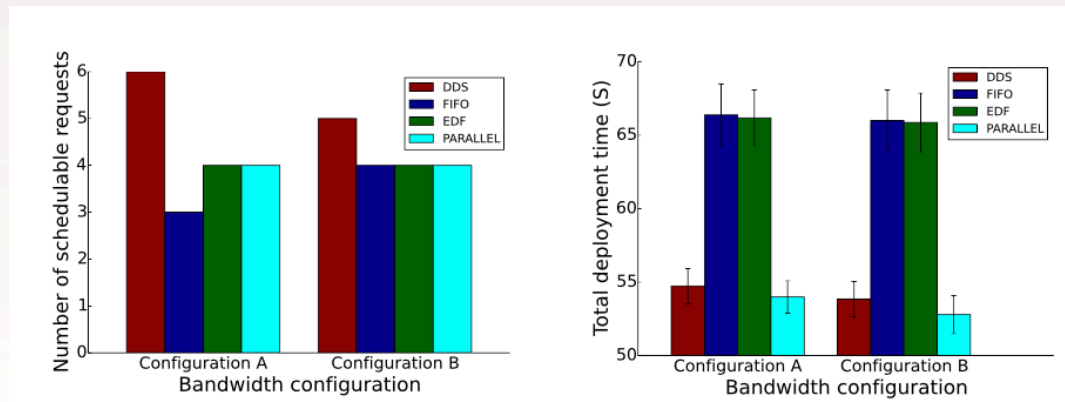 Number of schedulable requests
6
5
4
3
2
1
0
DDS
FIFO
EDF
PARALLEL
Configuration A
Configuration B
Bandwidth configuration
Total deployment time (S)
70
65
60
55
50
DDS
FIFO
EDF
PARALLEL
Configuration A
Configuration B
Bandwidth configuration